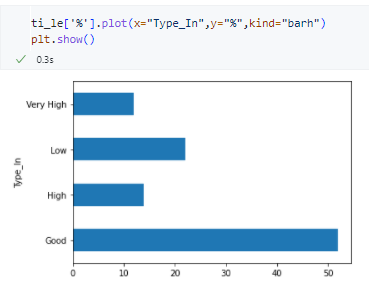 ti_le['%'].plot(x="Type_In",y="%",kind="barh")
plt.show()
✓ 0.3s
Very High
Low
High
Good
Type_In
0 10 20 30 40 50